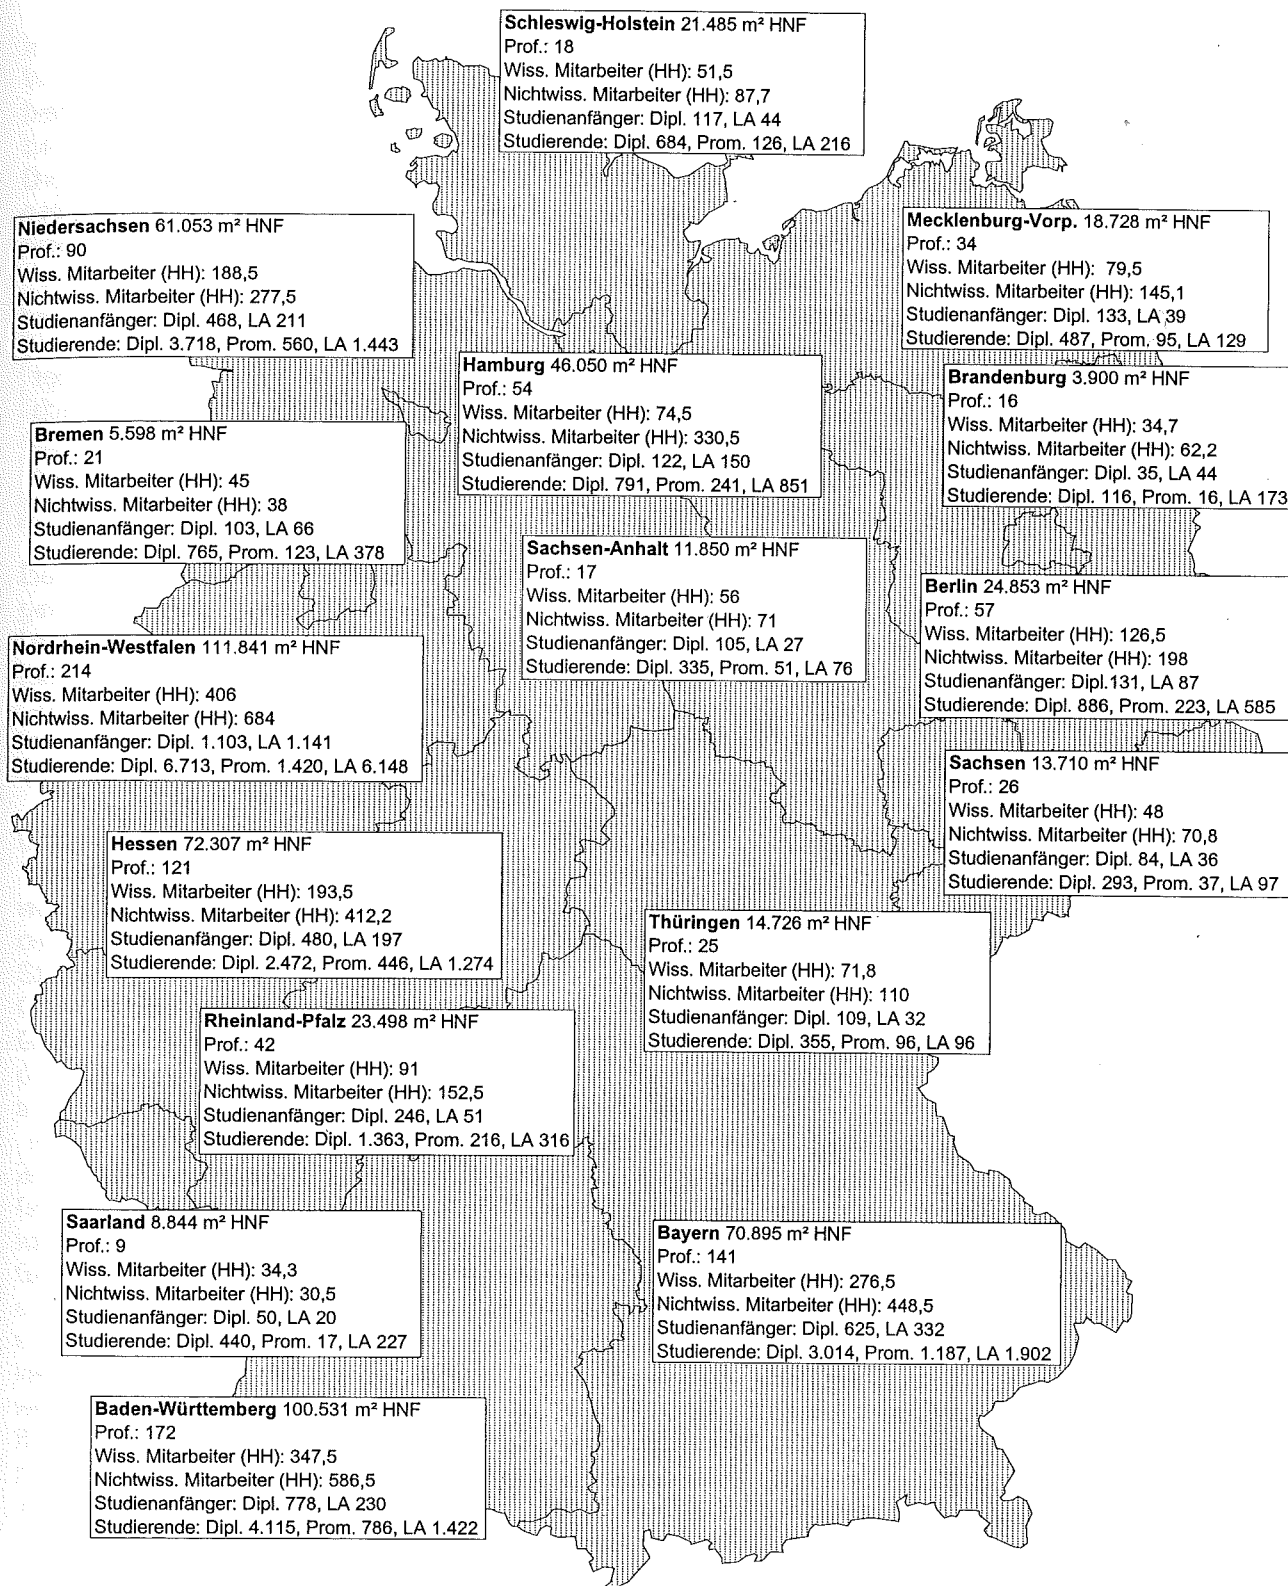 Schleswig-Holstein 21.485 m² HNF
Prof.: 18
Wiss. Mitarbeiter (HH): 51,5
Nichtwiss. Mitarbeiter (HH): 87,7
Studienanfänger: Dipl. 117, LA 44
Studierende: Dipl. 684, Prom. 126, LA 216
Niedersachsen 61.053 m² HNF
Prof.: 90
Wiss. Mitarbeiter (HH): 188,5
Nichtwiss. Mitarbeiter (HH): 277,5
Studienanfänger: Dipl. 468, LA 211
Studierende: Dipl. 3.718, Prom. 560, LA 1.443
Mecklenburg-Vorp. 18.728 m² HNF
Prof.: 34
Wiss. Mitarbeiter (HH): 79,5
Nichtwiss. Mitarbeiter (HH): 145,1
Studienanfänger: Dipl. 133, LA 39
Studierende: Dipl. 487, Prom. 95, LA 129
Hamburg 46.050 m² HNF
Prof.: 54
Wiss. Mitarbeiter (HH): 74,5
Nichtwiss. Mitarbeiter (HH): 330,5
Studienanfänger: Dipl. 122, LA 150
Studierende: Dipl. 791, Prom. 241, LA 851
Brandenburg 3.900 m² HNF
Prof.: 16
Wiss. Mitarbeiter (HH): 34,7
Nichtwiss. Mitarbeiter (HH): 62,2
Studienanfänger: Dipl. 35, LA 44
Studierende: Dipl. 116, Prom. 16, LA 173
Bremen 5.598 m² HNF
Prof.: 21
Wiss. Mitarbeiter (HH): 45
Nichtwiss. Mitarbeiter (HH): 38
Studienanfänger: Dipl. 103, LA 66
Studierende: Dipl. 765, Prom. 123, LA 378
Sachsen-Anhalt 11.850 m² HNF
Prof.: 17
Wiss. Mitarbeiter (HH): 56
Nichtwiss. Mitarbeiter (HH): 71
Studienanfänger: Dipl. 105, LA 27
Studierende: Dipl. 335, Prom. 51, LA 76
Berlin 24.853 m² HNF
Prof.: 57
Wiss. Mitarbeiter (HH): 126,5
Nichtwiss. Mitarbeiter (HH): 198
Studienanfänger: Dipl.131, LA 87
Studierende: Dipl. 886, Prom. 223, LA 585
Nordrhein-Westfalen 111.841 m² HNF
Prof.: 214
Wiss. Mitarbeiter (HH): 406
Nichtwiss. Mitarbeiter (HH): 684
Studienanfänger: Dipl. 1.103, LA 1.141
Studierende: Dipl. 6.713, Prom. 1.420, LA 6.148
Sachsen 13.710 m² HNF
Prof.: 26
Wiss. Mitarbeiter (HH): 48
Nichtwiss. Mitarbeiter (HH): 70,8
Studienanfänger: Dipl. 84, LA 36
Studierende: Dipl. 293, Prom. 37, LA 97
Hessen 72.307 m² HNF
Prof.: 121
Wiss. Mitarbeiter (HH): 193,5
Nichtwiss. Mitarbeiter (HH): 412,2
Studienanfänger: Dipl. 480, LA 197
Studierende: Dipl. 2.472, Prom. 446, LA 1.274
Thüringen 14.726 m² HNF
Prof.: 25
Wiss. Mitarbeiter (HH): 71,8
Nichtwiss. Mitarbeiter (HH): 110
Studienanfänger: Dipl. 109, LA 32
Studierende: Dipl. 355, Prom. 96, LA 96
Rheinland-Pfalz 23.498 m² HNF
Prof.: 42
Wiss. Mitarbeiter (HH): 91
Nichtwiss. Mitarbeiter (HH): 152,5
Studienanfänger: Dipl. 246, LA 51
Studierende: Dipl. 1.363, Prom. 216, LA 316
Saarland 8.844 m² HNF
Prof.: 9
Wiss. Mitarbeiter (HH): 34,3
Nichtwiss. Mitarbeiter (HH): 30,5
Studienanfänger: Dipl. 50, LA 20
Studierende: Dipl. 440, Prom. 17, LA 227
Bayern 70.895 m² HNF
Prof.: 141
Wiss. Mitarbeiter (HH): 276,5
Nichtwiss. Mitarbeiter (HH): 448,5
Studienanfänger: Dipl. 625, LA 332
Studierende: Dipl. 3.014, Prom. 1.187, LA 1.902
Baden-Württemberg 100.531 m² HNF
Prof.: 172
Wiss. Mitarbeiter (HH): 347,5
Nichtwiss. Mitarbeiter (HH): 586,5
Studienanfänger: Dipl. 778, LA 230
Studierende: Dipl. 4.115, Prom. 786, LA 1.422